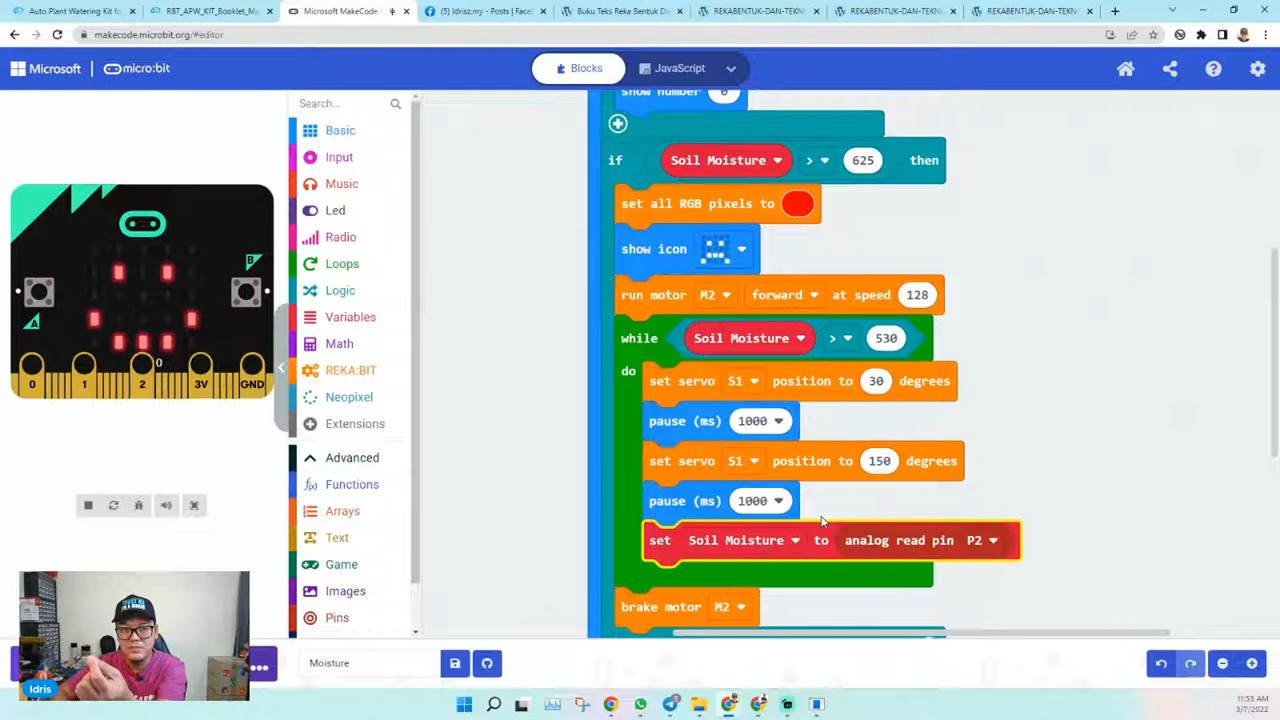 Auto Plant Watering Kit f
RBT_APW_KIT_Booklet_M
Microsoft MakeCode
(3) Idrisz.my - Posts | Face
Buku Teks Reka Bentuk Da
REKABENTUK-DAN-TEKN
REKABENTUK-DAN-TEKNO
REKABENTUK-DAN-TEKN
makecode.microbit.org/#editor
Microsoft
micro:bit
Blocks
JavaScript
Search...
Basic
Input
Music
Led
Radio
Loops
Logic
Variables
Math
REKA:BIT
Neopixel
Extensions
Advanced
Functions
Arrays
Text
Game
Images
Pins
A
B
0
0 1 2 3V GND
show number 0
if Soil Moisture > 625 then
set all RGB pixels to
show icon
run motor M2 forward at speed 128
while Soil Moisture > 530
do
set servo S1 position to 30 degrees
pause (ms) 1000
set servo S1 position to 150 degrees
pause (ms) 1000
set Soil Moisture to analog read pin P2
brake motor M2
Idris
Moisture
11:53 AM
3/7/2022